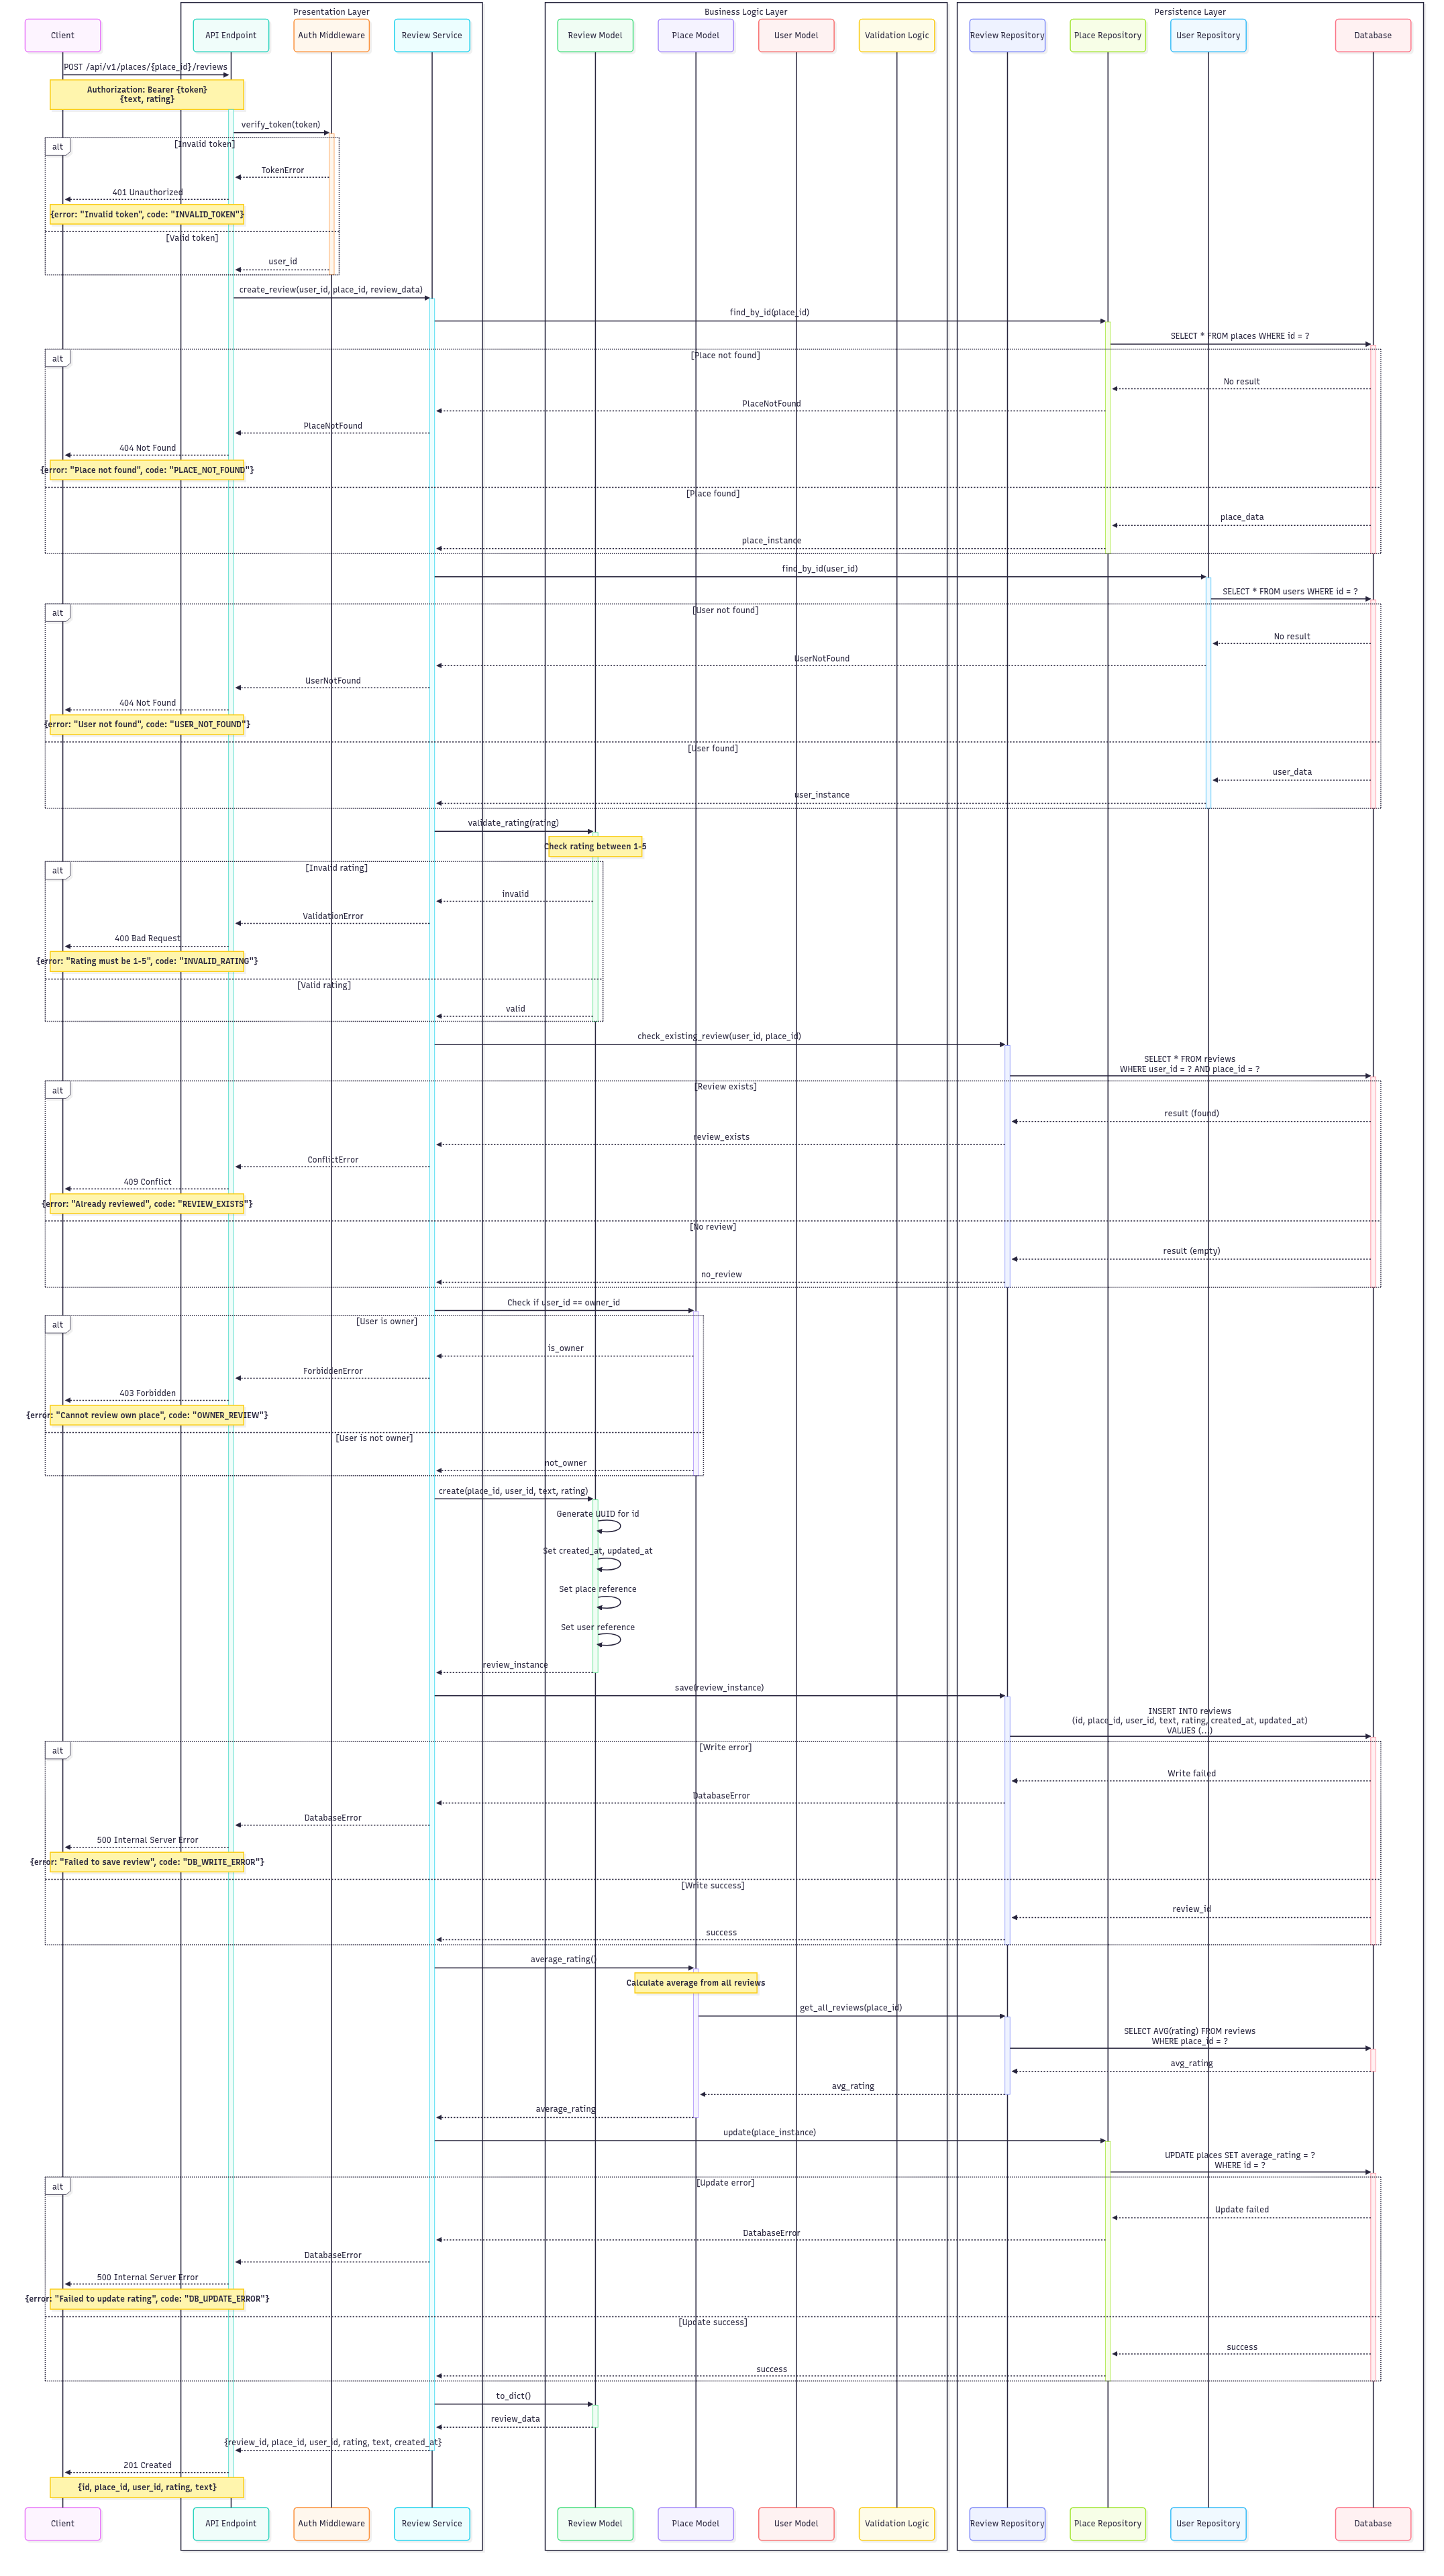 Presentation Layer
Business Logic Layer
Persistence Layer
Client
API Endpoint
Auth Middleware
Review Service
Review Model
Place Model
User Model
Validation Logic
Review Repository
Place Repository
User Repository
Database
POST /api/v1/places/{place_id}/reviews
Authorization: Bearer {token}
{text, rating}
verify_token(token)
alt
[Invalid token]
TokenError
401 Unauthorized
{error: "Invalid token", code: "INVALID_TOKEN"}
[Valid token]
user_id
create_review(user_id, place_id, review_data)
find_by_id(place_id)
SELECT * FROM places WHERE id = ?
alt
[Place not found]
No result
PlaceNotFound
PlaceNotFound
404 Not Found
{error: "Place not found", code: "PLACE_NOT_FOUND"}
[Place found]
place_data
place_instance
find_by_id(user_id)
SELECT * FROM users WHERE id = ?
alt
[User not found]
No result
UserNotFound
UserNotFound
404 Not Found
{error: "User not found", code: "USER_NOT_FOUND"}
[User found]
user_data
user_instance
validate_rating(rating)
Check rating between 1-5
alt
[Invalid rating]
invalid
ValidationError
400 Bad Request
{error: "Rating must be 1-5", code: "INVALID_RATING"}
[Valid rating]
valid
check_existing_review(user_id, place_id)
SELECT * FROM reviews
WHERE user_id = ? AND place_id = ?
alt
[Review exists]
result (found)
review_exists
ConflictError
409 Conflict
{error: "Already reviewed", code: "REVIEW_EXISTS"}
[No review]
result (empty)
no_review
Check if user_id == owner_id
alt
[User is owner]
is_owner
ForbiddenError
403 Forbidden
{error: "Cannot review own place", code: "OWNER_REVIEW"}
[User is not owner]
not_owner
create(place_id, user_id, text, rating)
Generate UUID for id
Set created_at, updated_at
Set place reference
Set user reference
review_instance
save(review_instance)
INSERT INTO reviews
(id, place_id, user_id, text, rating, created_at, updated_at)
VALUES (...)
alt
[Write error]
Write failed
DatabaseError
DatabaseError
500 Internal Server Error
{error: "Failed to save review", code: "DB_WRITE_ERROR"}
[Write success]
review_id
success
average_rating()
Calculate average from all reviews
get_all_reviews(place_id)
SELECT AVG(rating) FROM reviews
WHERE place_id = ?
avg_rating
avg_rating
average_rating
update(place_instance)
UPDATE places SET average_rating = ?
WHERE id = ?
alt
[Update error]
Update failed
DatabaseError
DatabaseError
500 Internal Server Error
{error: "Failed to update rating", code: "DB_UPDATE_ERROR"}
[Update success]
success
success
to_dict()
review_data
{review_id, place_id, user_id, rating, text, created_at}
201 Created
{id, place_id, user_id, rating, text}
Client
API Endpoint
Auth Middleware
Review Service
Review Model
Place Model
User Model
Validation Logic
Review Repository
Place Repository
User Repository
Database